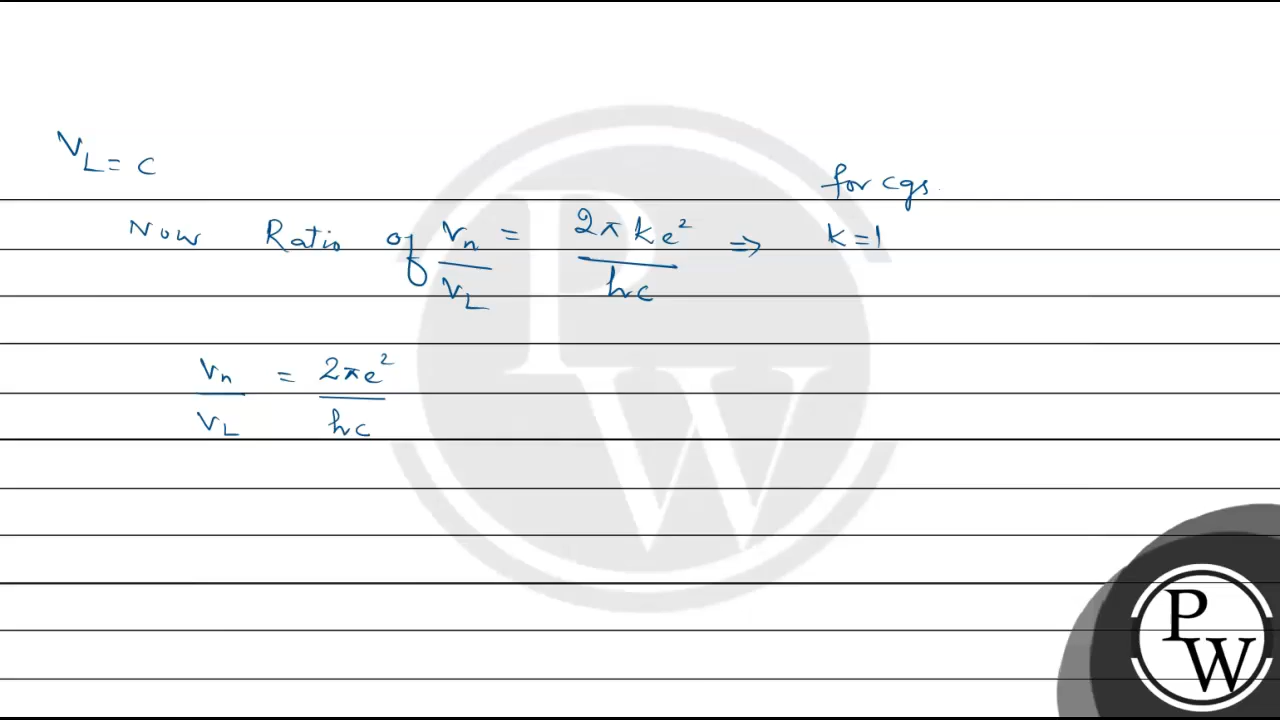 V_L = c
for cgs.
Now Ratio of v_n / v_L = 2πke² / hc ⇒ k=1
v_n / v_L = 2πe² / hc
P
W
P
W